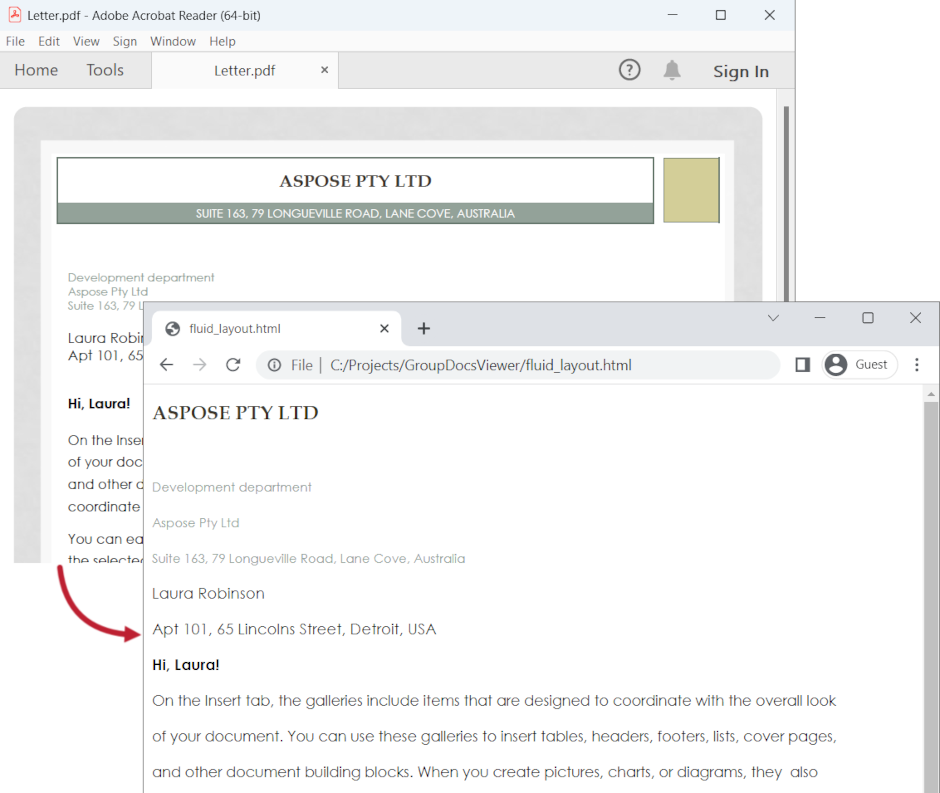 Letter.pdf - Adobe Acrobat Reader (64-bit)
File Edit View Sign Window Help
Home Tools Letter.pdf × ? Sign In
ASPOSE PTY LTD
SUITE 163, 79 LONGUEVILLE ROAD, LANE COVE, AUSTRALIA
Development department
Aspose Pty Ltd
Suite 163, 79 L
Laura Robin
Apt 101, 65
Hi, Laura!
On the Inser
of your doc
and other d
coordinate
You can ea
the selected
fluid_layout.html
File | C:/Projects/GroupDocsViewer/fluid_layout.html Guest
ASPOSE PTY LTD
Development department
Aspose Pty Ltd
Suite 163, 79 Longueville Road, Lane Cove, Australia
Laura Robinson
Apt 101, 65 Lincolns Street, Detroit, USA
Hi, Laura!
On the Insert tab, the galleries include items that are designed to coordinate with the overall look
of your document. You can use these galleries to insert tables, headers, footers, lists, cover pages,
and other document building blocks. When you create pictures, charts, or diagrams, they also